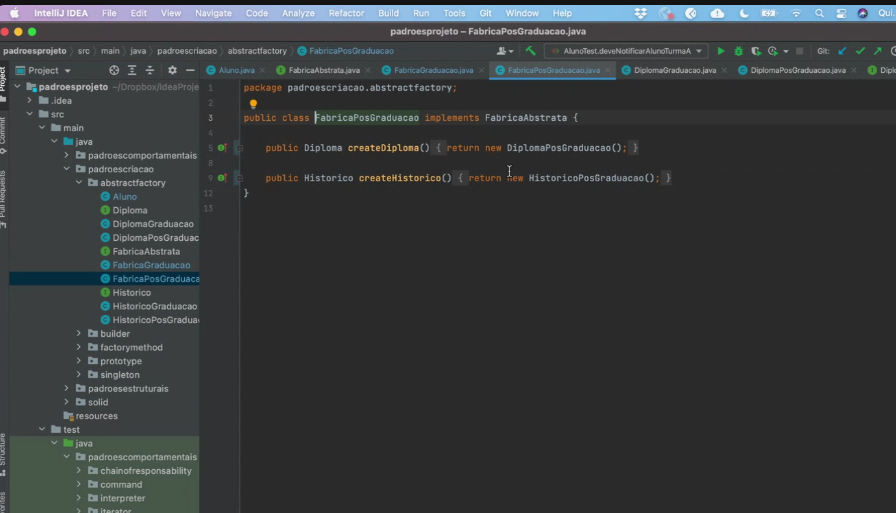 IntelliJ IDEA File Edit View Navigate Code Analyze Refactor Build Run Tools Git Window Help Qui.
padroesprojeto – FabricaPosGraduacao.java
padroesprojeto src main java padroescriacao abstractfactory FabricaPosGraduacao AlunoTest.deveNotificarAlunoTurmaA Git:
Project Aluno.java FabricaAbstrata.java FabricaGraduacao.java FabricaPosGraduacao.java DiplomaGraduacao.java DiplomaPosGraduacao.java Diplo
Project
Commit
Pull Requests
Structure
padroesprojeto ~/Dropbox/IdeaProje
.idea
src
main
java
padroescomportamentais
padroescriacao
abstractfactory
Aluno
Diploma
DiplomaGraduacao
DiplomaPosGraduac
FabricaAbstrata
FabricaGraduacao
FabricaPosGraduaca
Historico
HistoricoGraduacao
HistoricoPosGradua
builder
factorymethod
prototype
singleton
padroesestruturais
solid
resources
test
java
padroescomportamentais
chainofresponsability
command
interpreter
iterator
1 package padroescriacao.abstractfactory;
2
3 public class FabricaPosGraduacao implements FabricaAbstrata {
5 public Diploma createDiploma() { return new DiplomaPosGraduacao(); }
8
9 public Historico createHistorico() { return new HistoricoPosGraduacao(); }
12 }
13